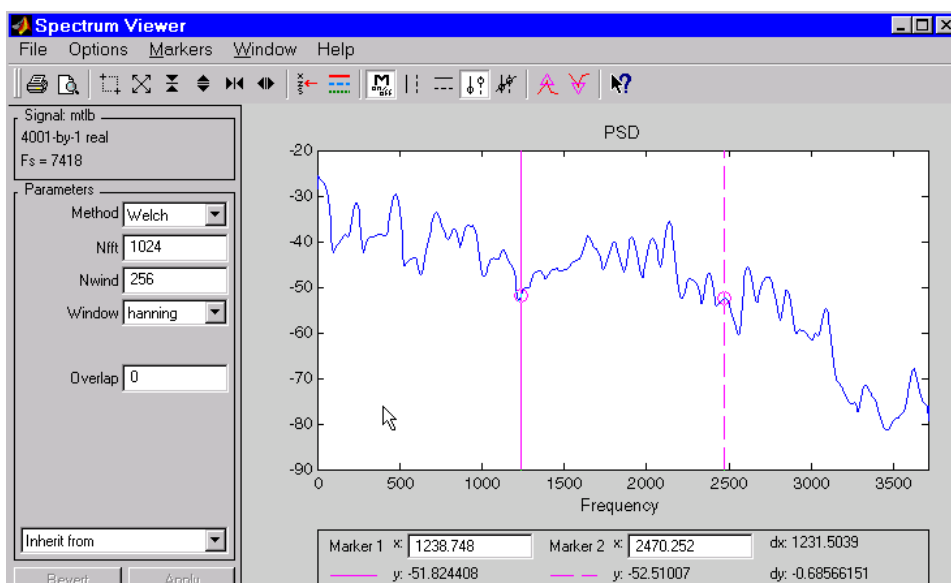 Spectrum Viewer
File Options Markers Window Help
Signal: mtlb
4001-by-1 real
Fs = 7418
Parameters
Method Welch
Nfft 1024
Nwind 256
Window hanning
Overlap 0
Inherit from
Revert Apply
PSD
-20
-30
-40
-50
-60
-70
-80
-90
0 500 1000 1500 2000 2500 3000 3500
Frequency
Marker 1 x: 1238.748 Marker 2 x: 2470.252 dx: 1231.5039
y: -51.824408 y: -52.51007 dy: -0.68566151